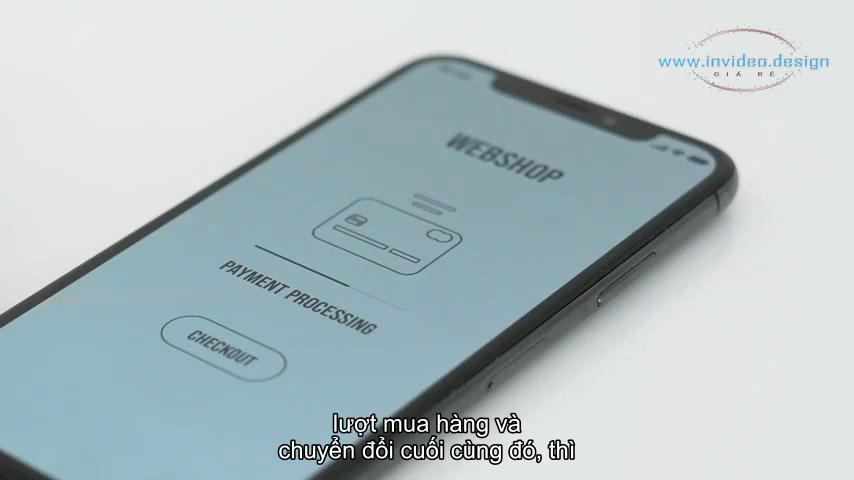 www.invideo.design
GIÁ RẺ
WEBSHOP
PAYMENT PROCESSING
CHECKOUT
lượt mua hàng và
chuyển đổi cuối cùng đó, thì